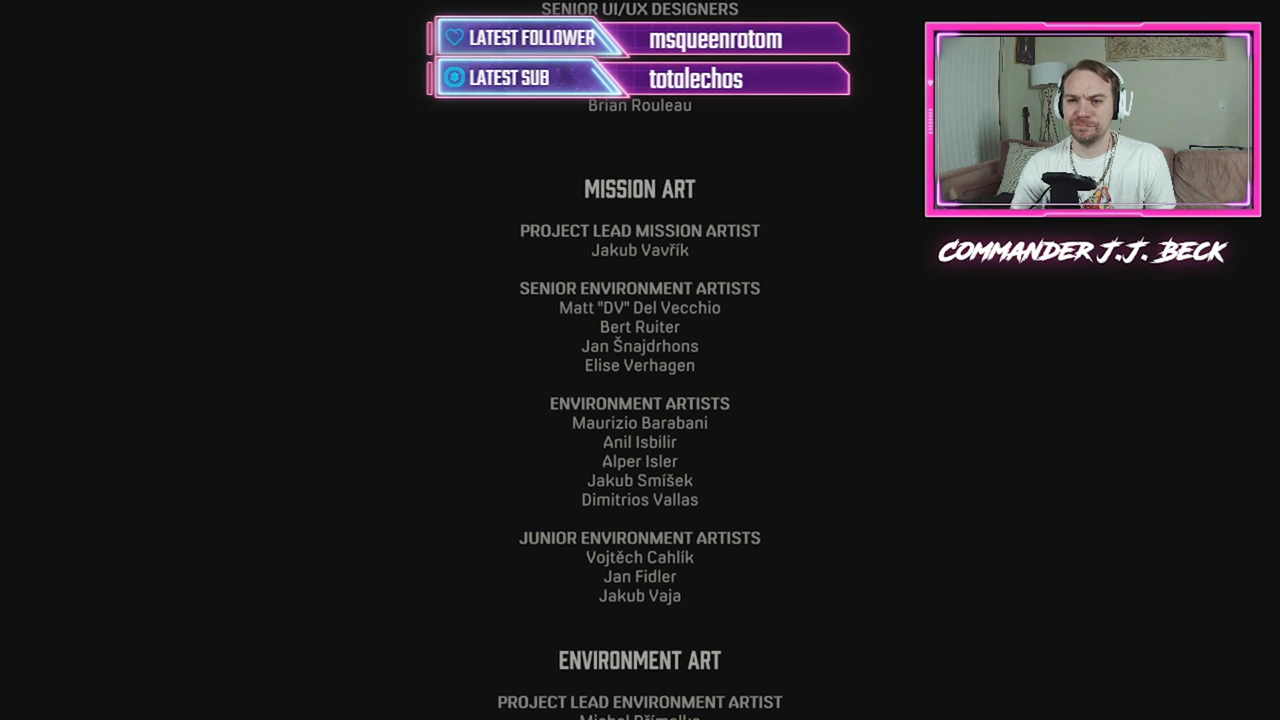 SENIOR UI/UX DESIGNERS
LATEST FOLLOWER msqueenrotom
LATEST SUB totalechos
Brian Rouleau
MISSION ART
PROJECT LEAD MISSION ARTIST
Jakub Vavřík
SENIOR ENVIRONMENT ARTISTS
Matt "DV" Del Vecchio
Bert Ruiter
Jan Šnajdrhons
Elise Verhagen
ENVIRONMENT ARTISTS
Maurizio Barabani
Anil Isbilir
Alper Isler
Jakub Smíšek
Dimitrios Vallas
JUNIOR ENVIRONMENT ARTISTS
Vojtěch Cahlík
Jan Fidler
Jakub Vaja
ENVIRONMENT ART
PROJECT LEAD ENVIRONMENT ARTIST
COMMANDER J.J. BECK